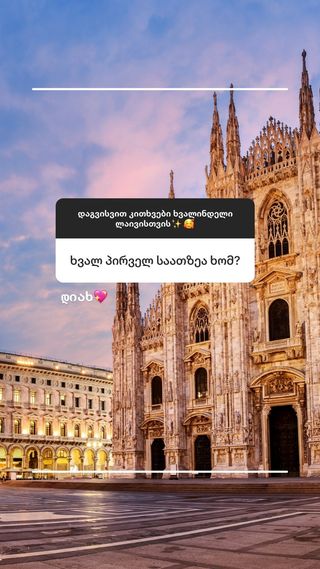 დაგვისვით კითხვები ხვალინდელი
ლაივისთვის✨🥰
ხვალ პირველ საათზეა ხომ?
დიახ💖